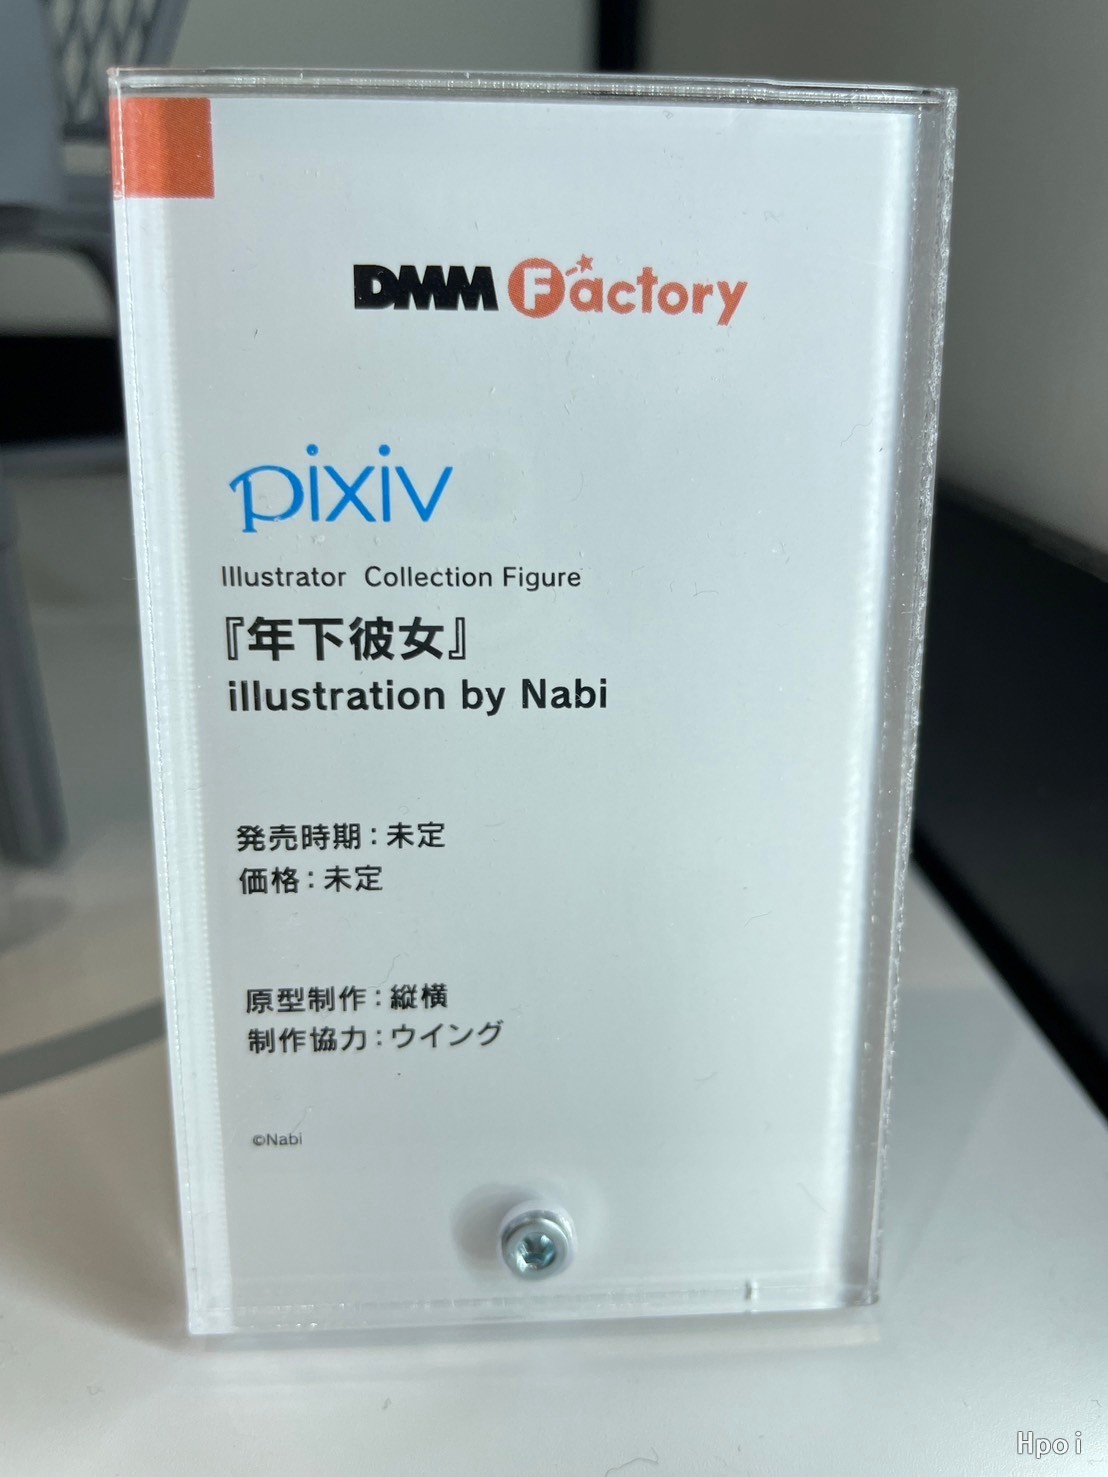 DMM Factory
pixiv
Illustrator Collection Figure
『年下彼女』
illustration by Nabi
発売時期：未定
価格：未定
原型制作：縦横
制作協力：ウイング
©Nabi
Hpoi